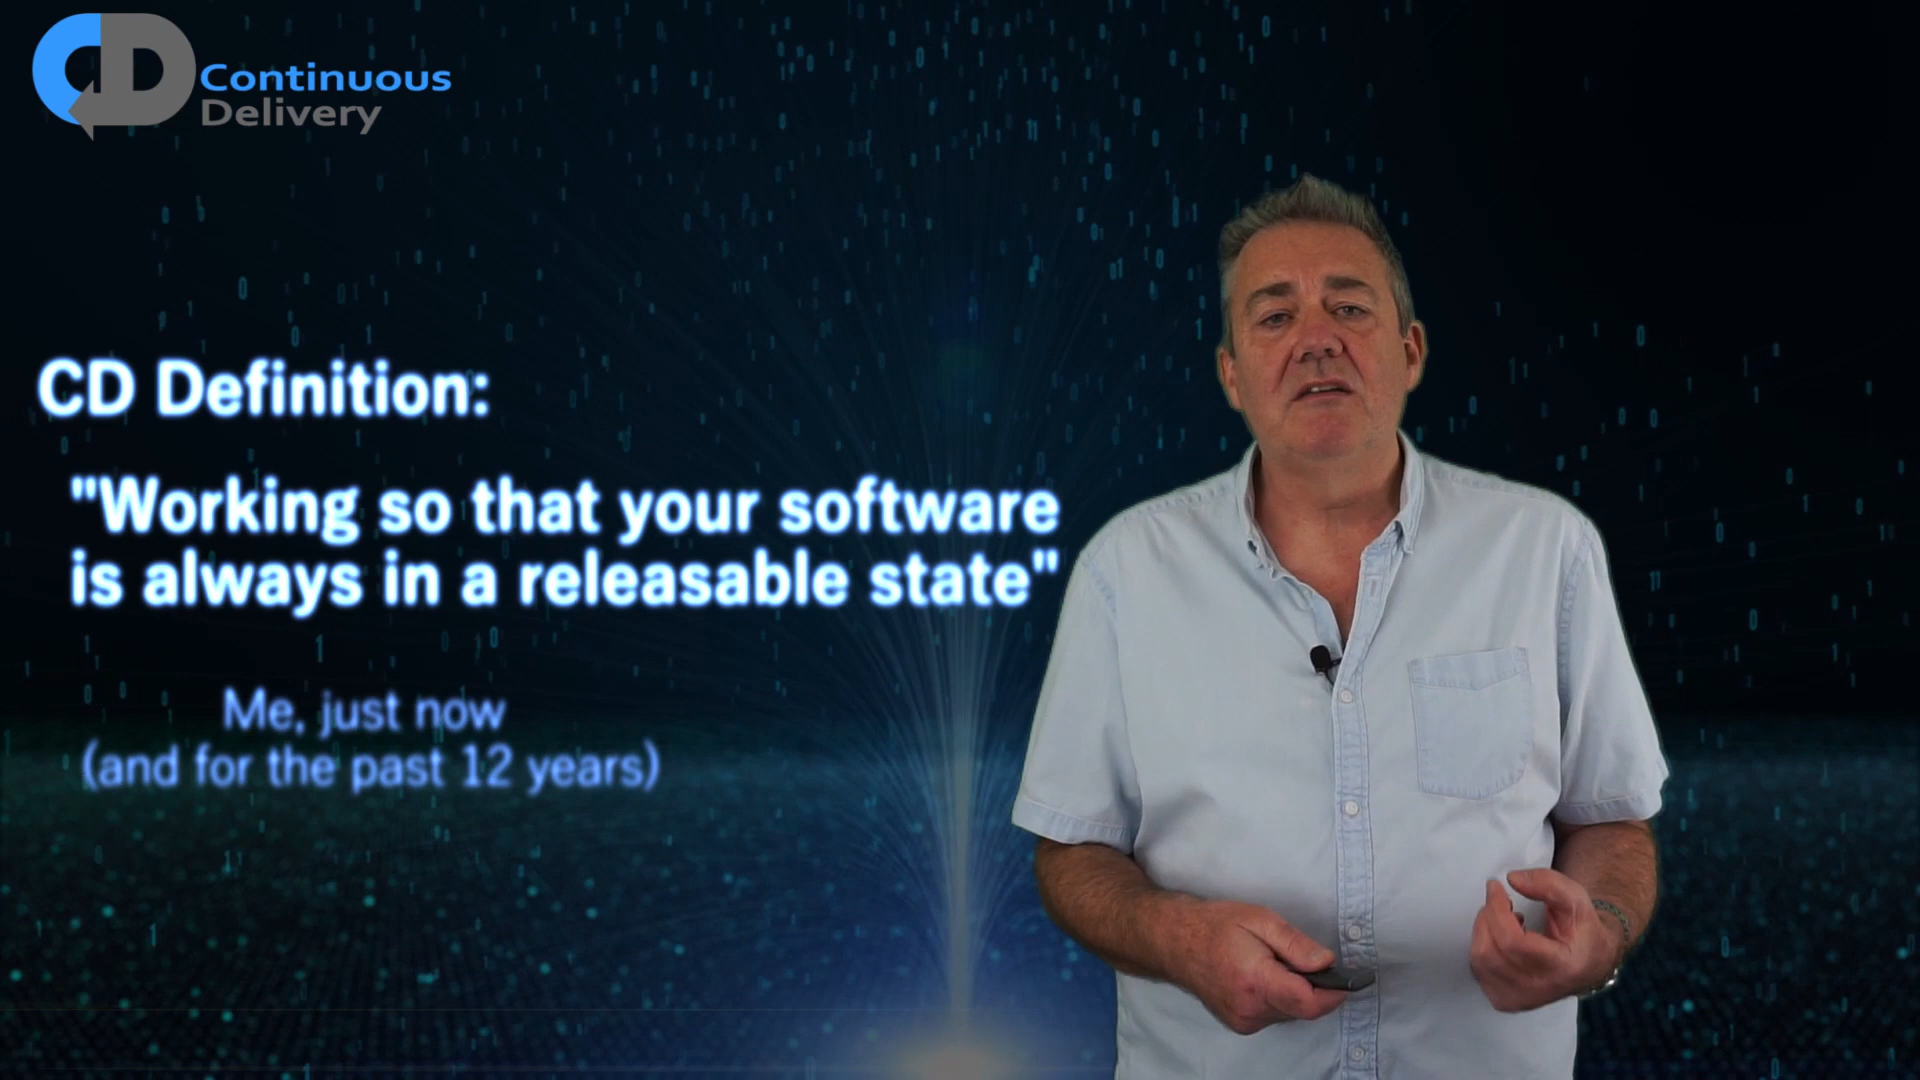 Continuous
Delivery
CD Definition:
"Working so that your software
is always in a releasable state"
Me, just now
(and for the past 12 years)